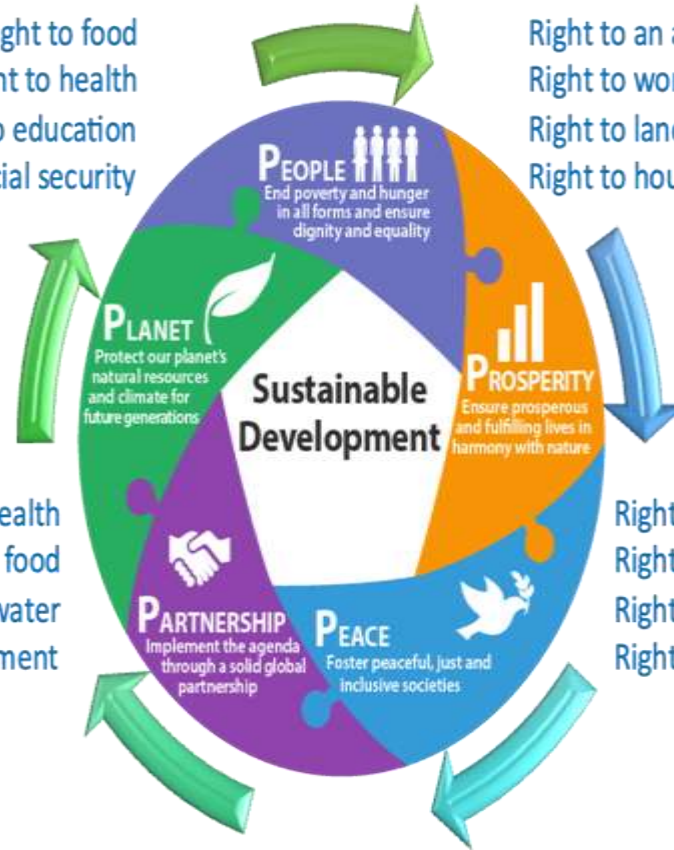 ght to food
nt to health
o education
cial security
Right to an a
Right to wor
Right to land
Right to hou
PEOPLE
End poverty and hunger
in all forms and ensure
dignity and equality
PLANET
Protect our planet's
natural resources
and climate for
future generations
Sustainable
Development
PROSPERITY
Ensure prosperous
and fulfilling lives in
harmony with nature
ealth
food
water
ment
Right
Right
Right
Right
PARTNERSHIP
Implement the agenda
through a solid global
partnership
PEACE
Foster peaceful, just and
inclusive societies